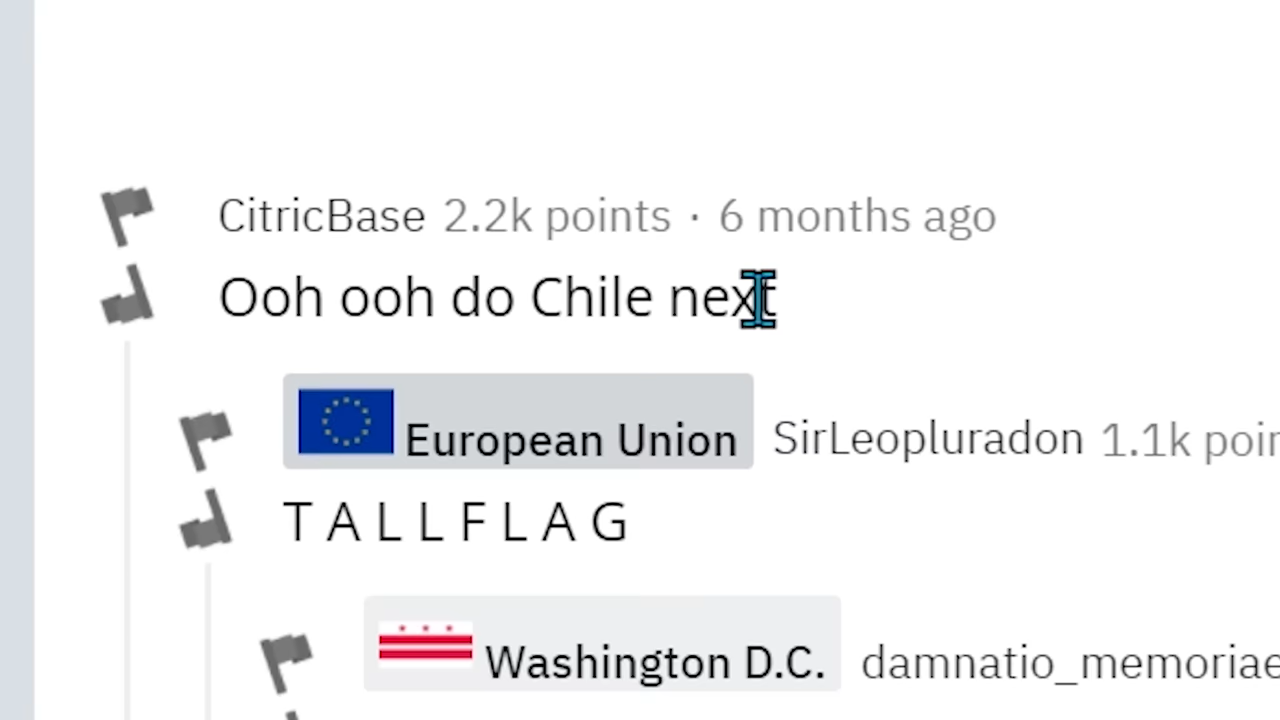 CitricBase 2.2k points · 6 months ago
Ooh ooh do Chile next
European Union SirLeopluradon 1.1k
T A L L F L A G
Washington D.C. damnatio_memoriae